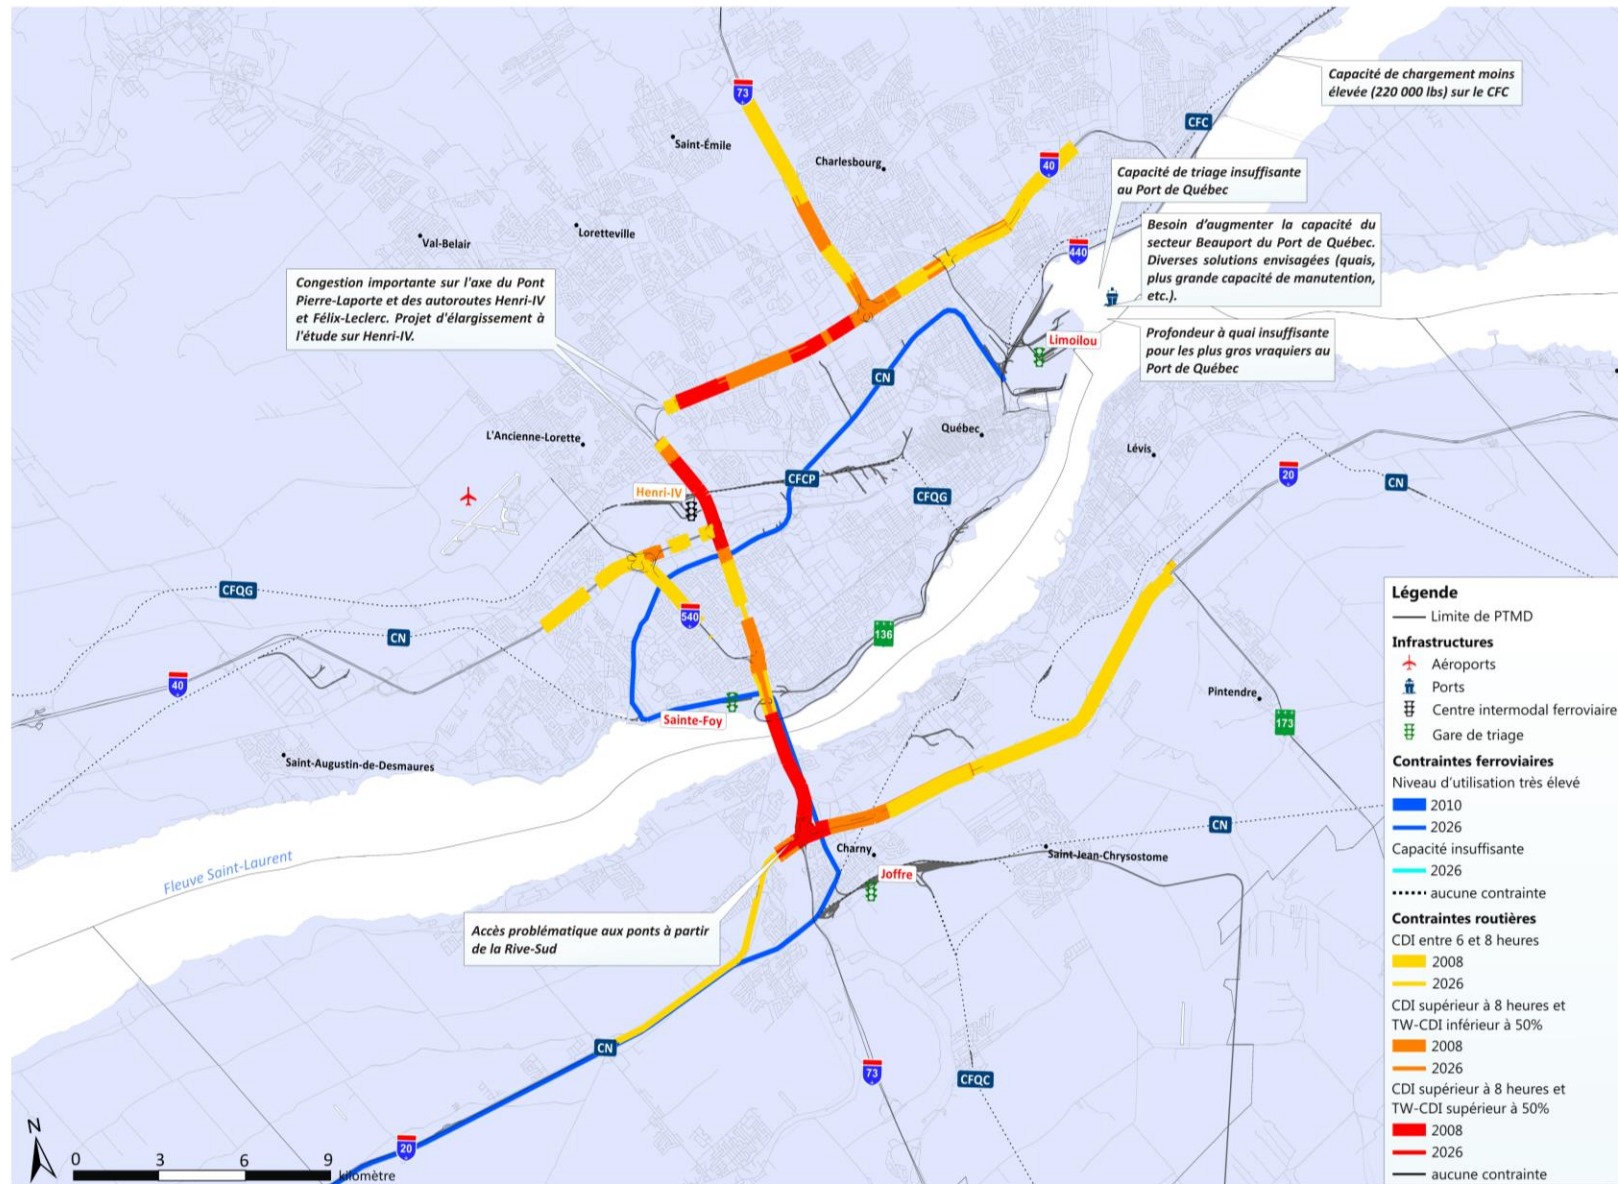 73
Capacité de chargement moins
élevée (220 000 lbs) sur le CFC
CFC
Saint-Émile
Charlesbourg
40
Capacité de triage insuffisante
au Port de Québec
Besoin d'augmenter la capacité du
secteur Beauport du Port de Québec.
Diverses solutions envisagées (quais,
plus grande capacité de manutention,
etc.).
440
Loretteville
Val-Belair
Congestion importante sur l'axe du Pont
Pierre-Laporte et des autoroutes Henri-IV
et Félix-Leclerc. Projet d'élargissement à
l'étude sur Henri-IV.
Limoilou
Profondeur à quai insuffisante
pour les plus gros vraquiers au
Port de Québec
CN
L'Ancienne-Lorette
Québec
Lévis
20
CN
CFCP
Henri-IV
CFQG
CFQG
540
CN
136
40
Sainte-Foy
Pintendre
173
Saint-Augustin-de-Desmaures
Fleuve Saint-Laurent
CN
Charny
Saint-Jean-Chrysostome
Joffre
Accès problématique aux ponts à partir
de la Rive-Sud
CN
73
CFQC
20
N
0 3 6 9
kilomètre
Légende
Limite de PTMD
Infrastructures
Aéroports
Ports
Centre intermodal ferroviaire
Gare de triage
Contraintes ferroviaires
Niveau d'utilisation très élevé
2010
2026
Capacité insuffisante
2026
aucune contrainte
Contraintes routières
CDI entre 6 et 8 heures
2008
2026
CDI supérieur à 8 heures et
TW-CDI inférieur à 50%
2008
2026
CDI supérieur à 8 heures et
TW-CDI supérieur à 50%
2008
2026
aucune contrainte